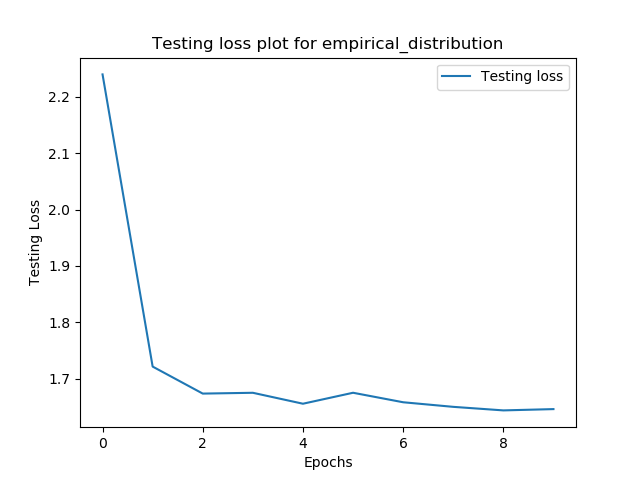 Testing loss plot for empirical_distribution
Testing loss
2.2
2.1
2.0
1.9
1.8
1.7
Testing Loss
0 2 4 6 8
Epochs